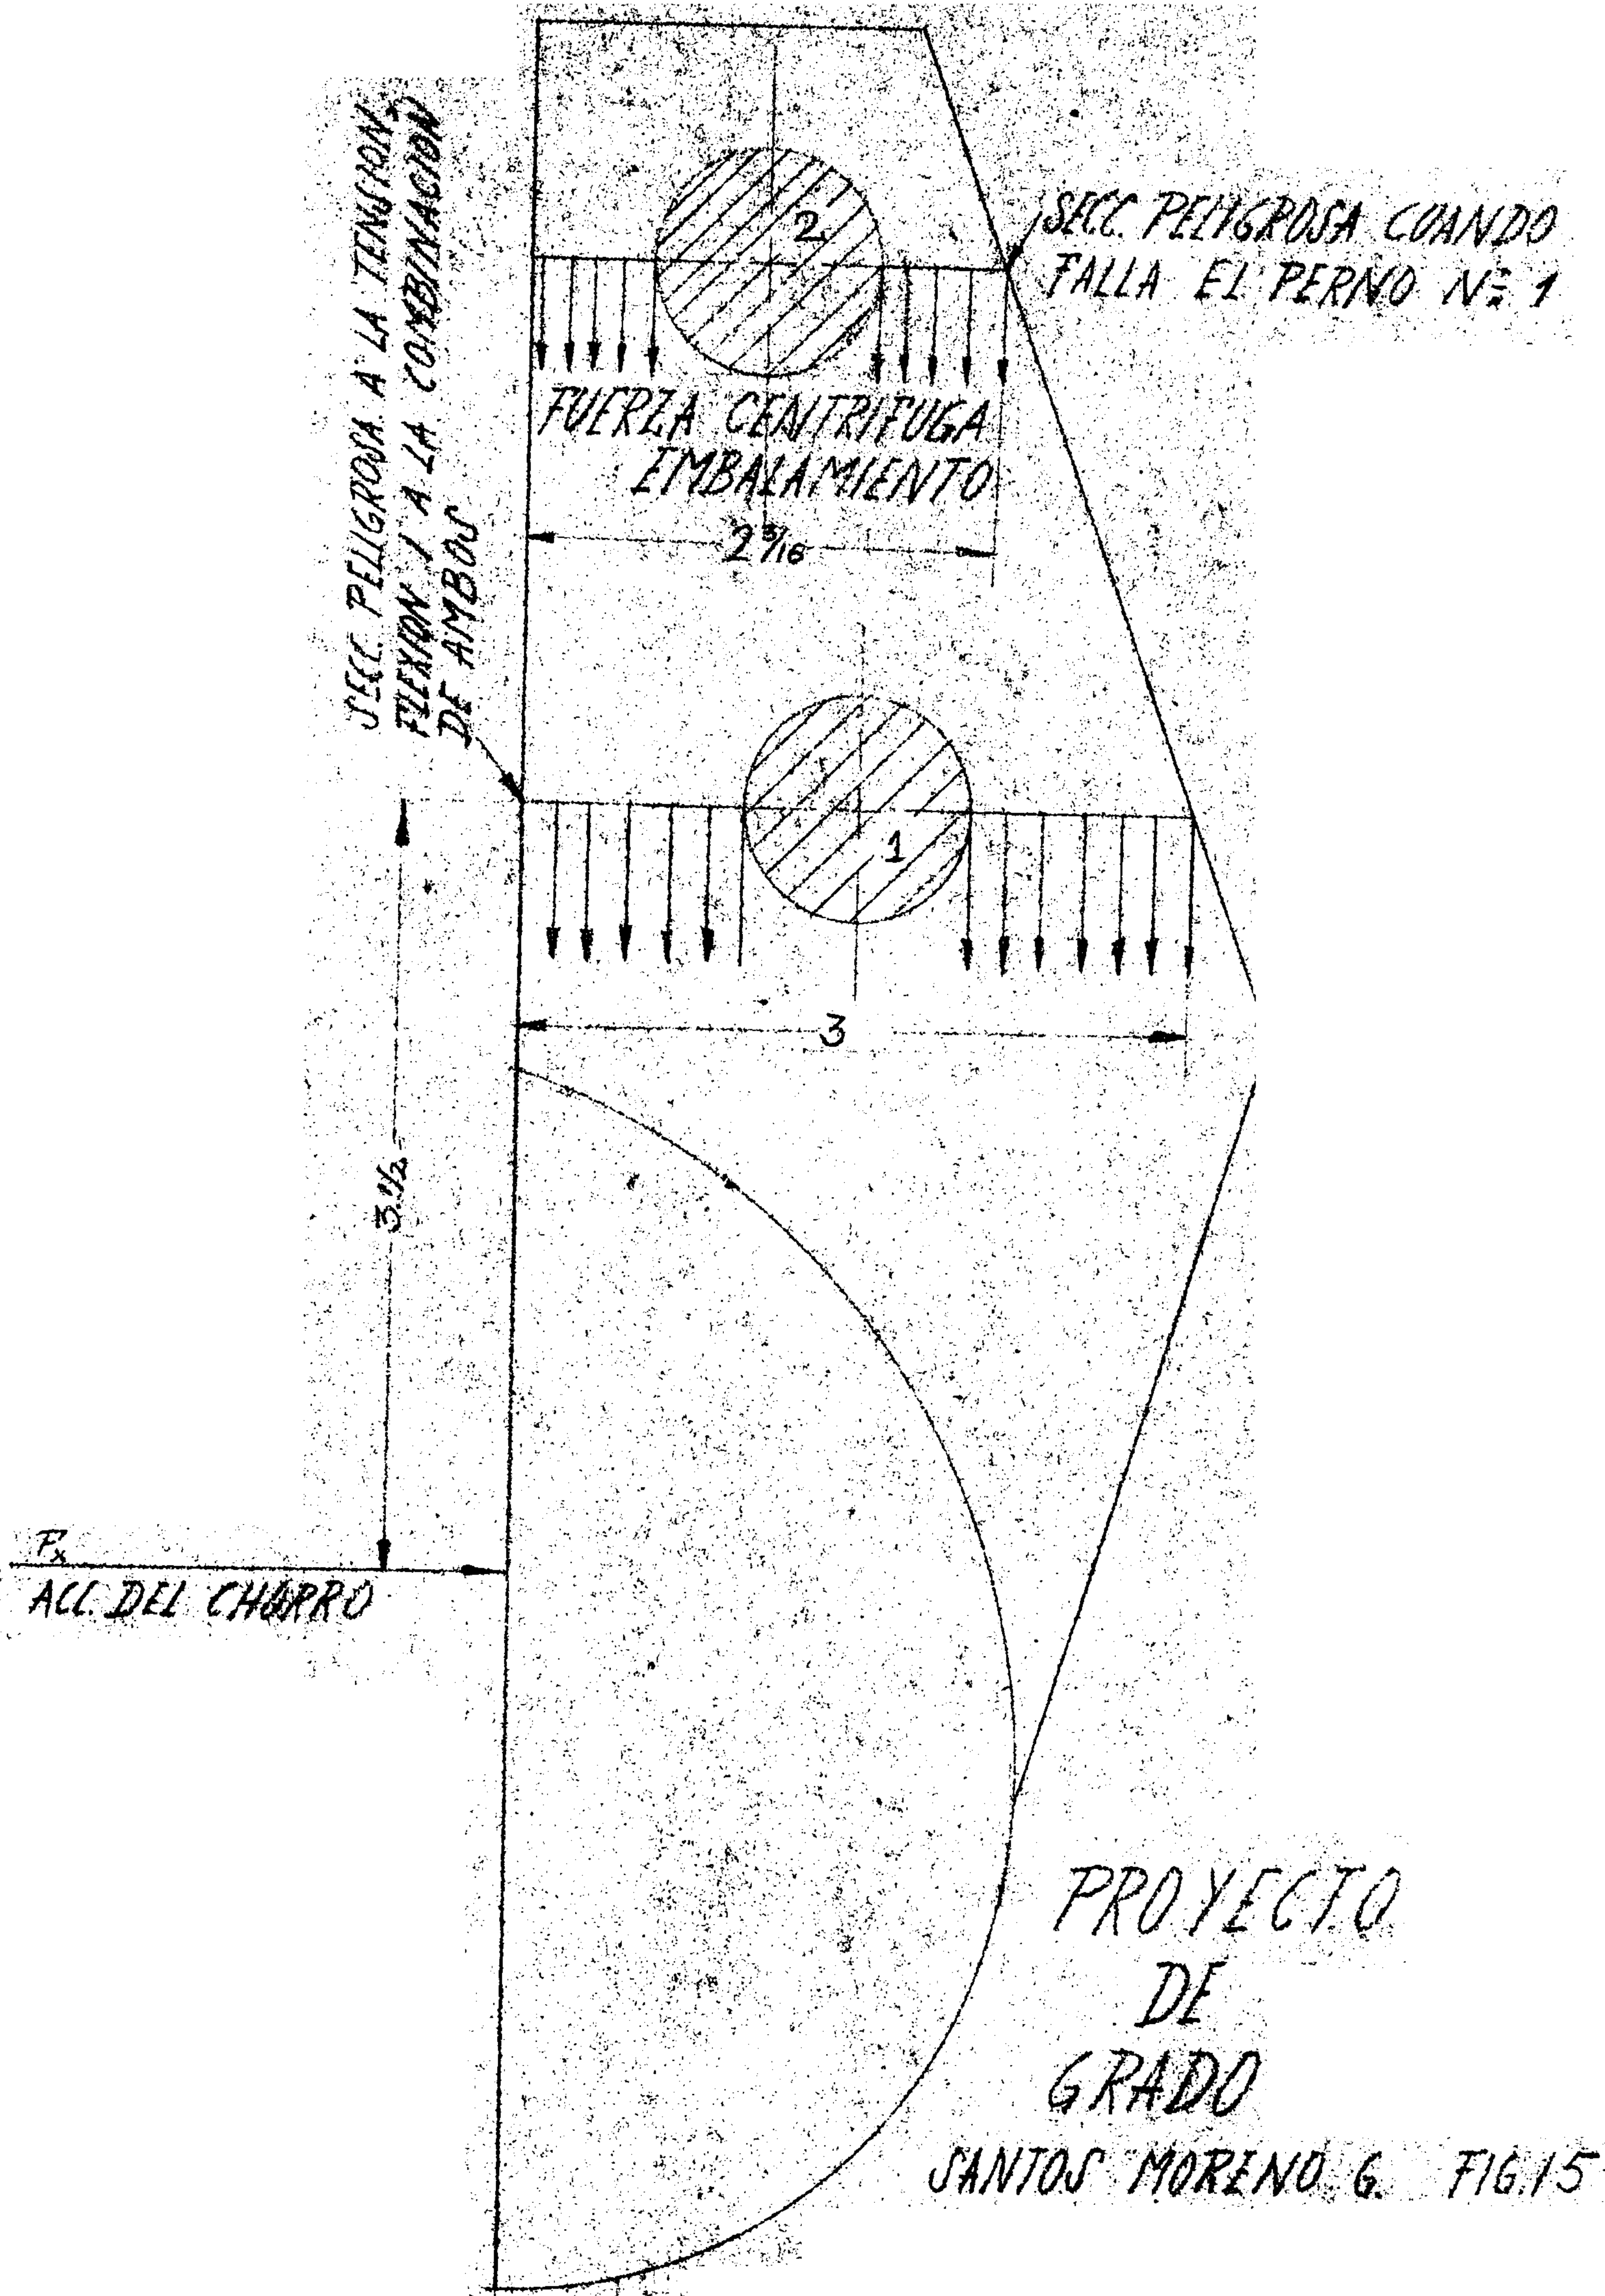 SECC. PELIGROSA A LA TENSION,
FLEXION Y A LA COMBINACION
DE AMBOS
2
SECC. PELIGROSA CUANDO
FALLA EL PERNO Nº 1
FUERZA CENTRIFUGA
EMBALAMIENTO
2 3/16
1
3
3 1/2
Fx
ACC. DEL CHORRO
PROYECTO
DE
GRADO
SANTOS MORENO G. FIG. 15